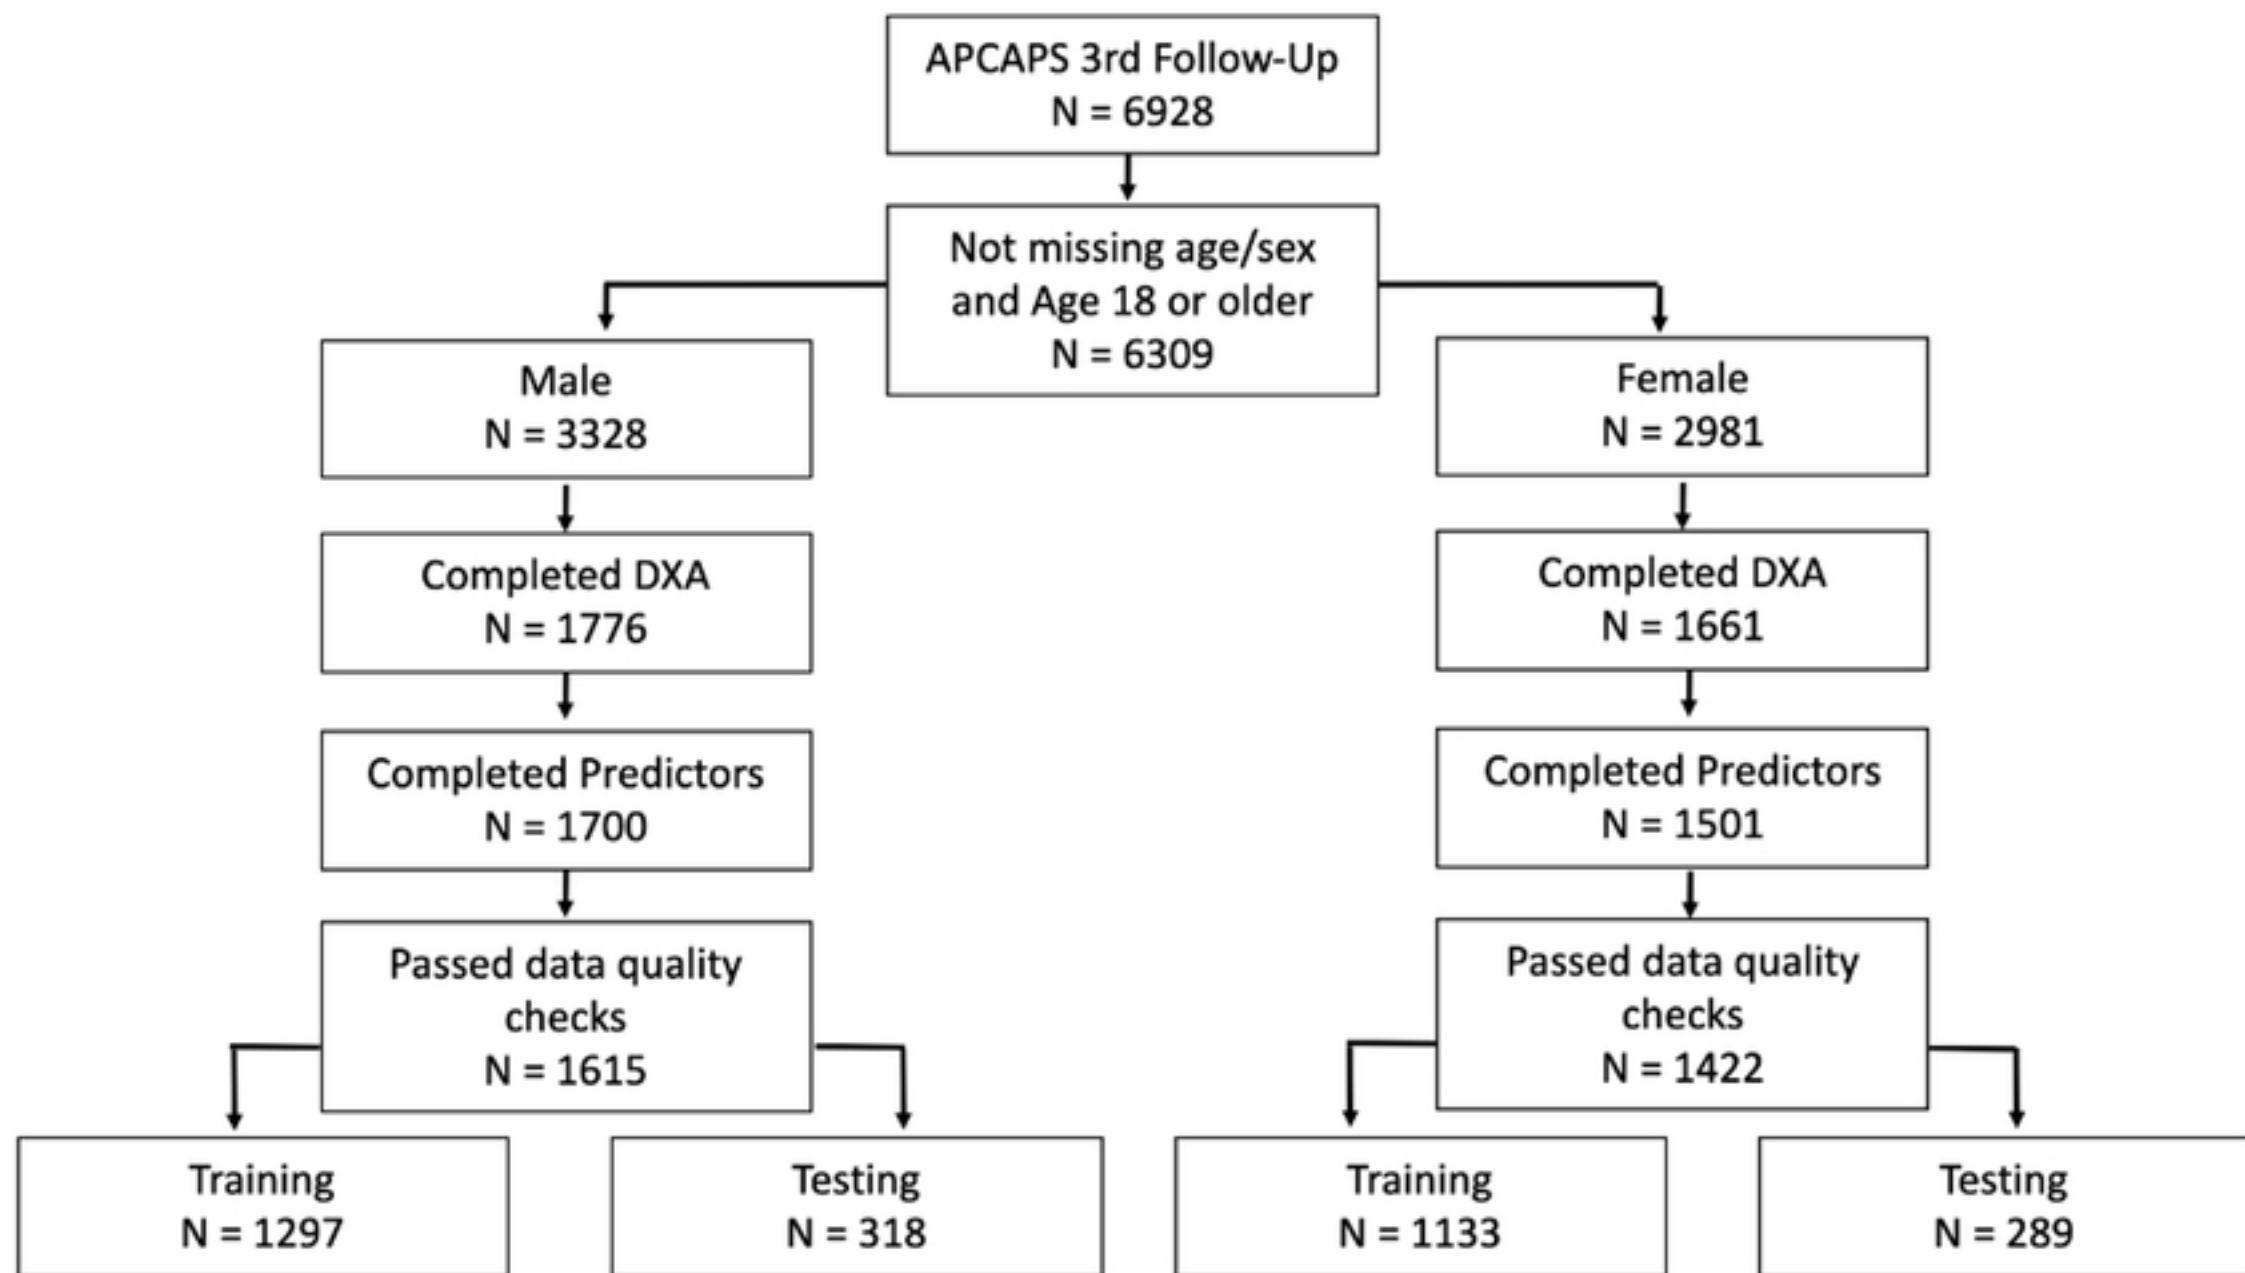 APCAPS 3rd Follow-Up
N = 6928
Not missing age/sex
and Age 18 or older
N = 6309
Male
N = 3328
Female
N = 2981
Completed DXA
N = 1776
Completed DXA
N = 1661
Completed Predictors
N = 1700
Completed Predictors
N = 1501
Passed data quality
checks
N = 1615
Passed data quality
checks
N = 1422
Training
N = 1297
Testing
N = 318
Training
N = 1133
Testing
N = 289